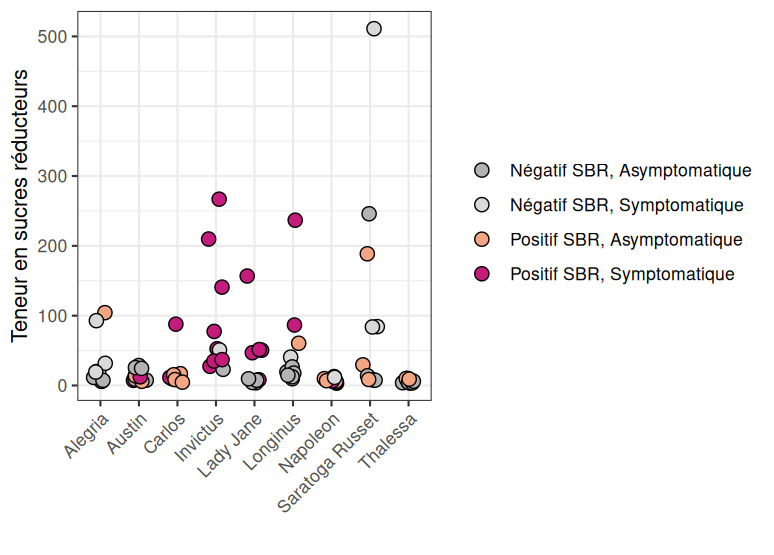 Teneur en sucres réducteurs
500
400
300
200
100
0
Alegria
Austin
Carlos
Invictus
Lady Jane
Longinus
Napoleon
Saratoga Russet
Thalessa
Négatif SBR, Asymptomatique
Négatif SBR, Symptomatique
Positif SBR, Asymptomatique
Positif SBR, Symptomatique